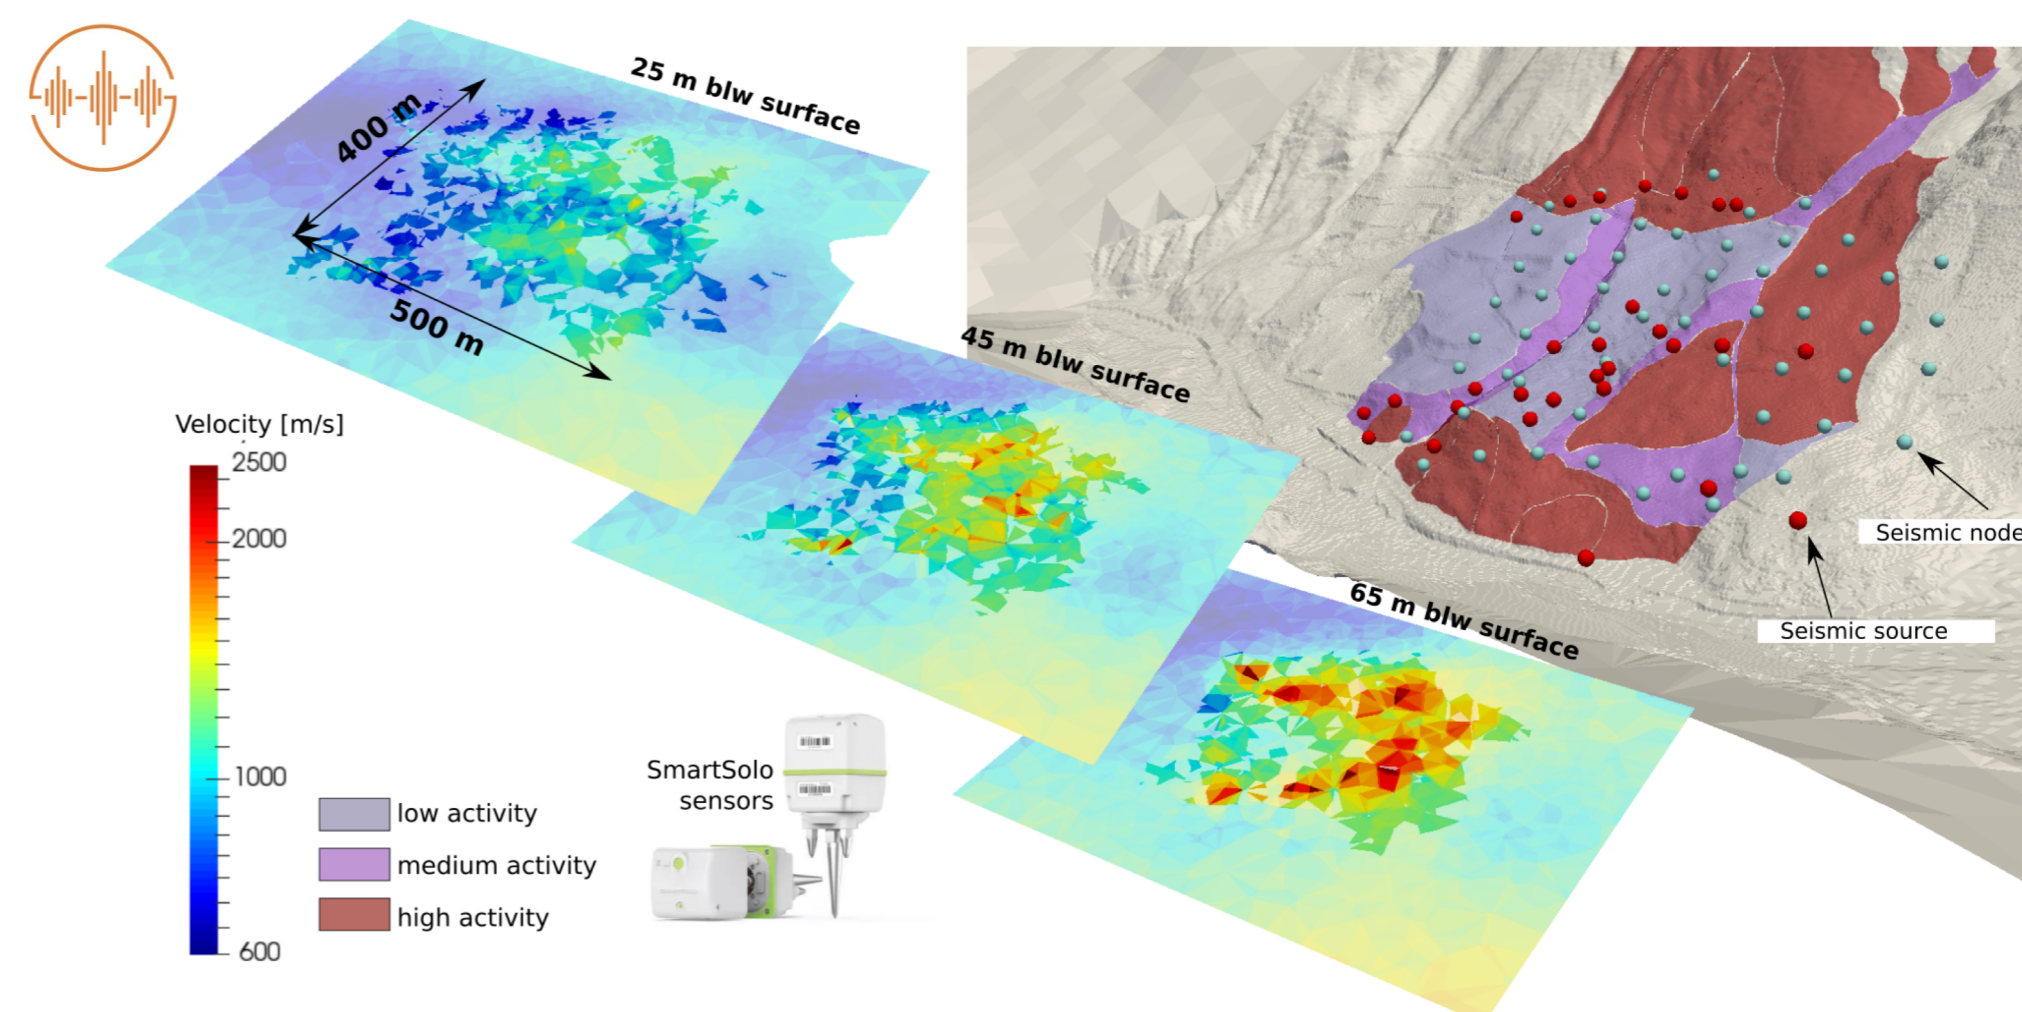 25 m blw surface
400 m
500 m
45 m blw surface
Velocity [m/s]
2500
2000
1000
600
low activity
medium activity
high activity
SmartSolo
sensors
65 m blw surface
Seismic node
Seismic source